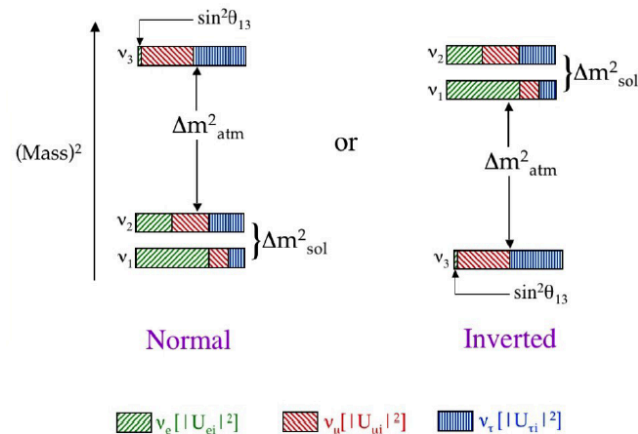 sin²θ₁₃
ν₃
Δm²atm
(Mass)²
ν₂
ν₁
} Δm²sol
Normal
or
ν₂
ν₁
} Δm²sol
Δm²atm
ν₃
sin²θ₁₃
Inverted
νe [|Uei|²]
νμ [|Uμi|²]
ντ [|Uτi|²]